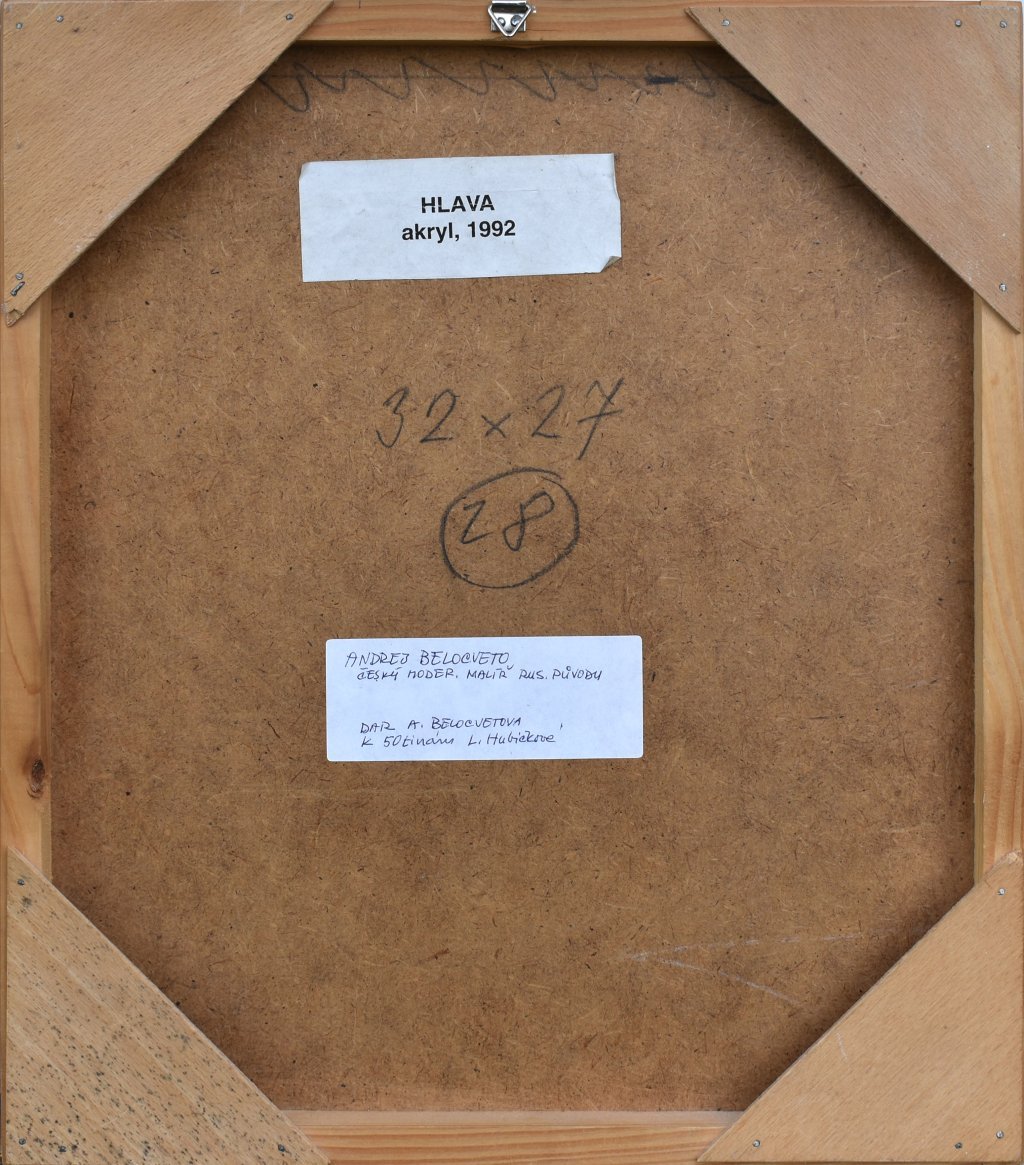 HLAVA
akryl, 1992
32 x 27
28
ANDREJ BELOCVETO
ČESKÝ MODER. MALÍŘ RUS. PŮVODU
DAR A. BELOCVETOVA
K 50tinám L. Hubičkové